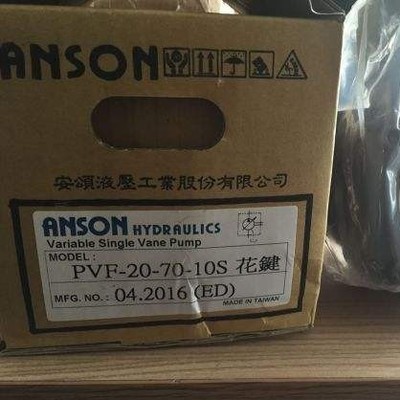 ANSON
安頌液壓工業股份有限公司
ANSON HYDRAULICS
Variable Single Vane Pump
MODEL : PVF-20-70-10S 花鍵
MFG. NO.: 04.2016 (ED)
MADE IN TAIWAN